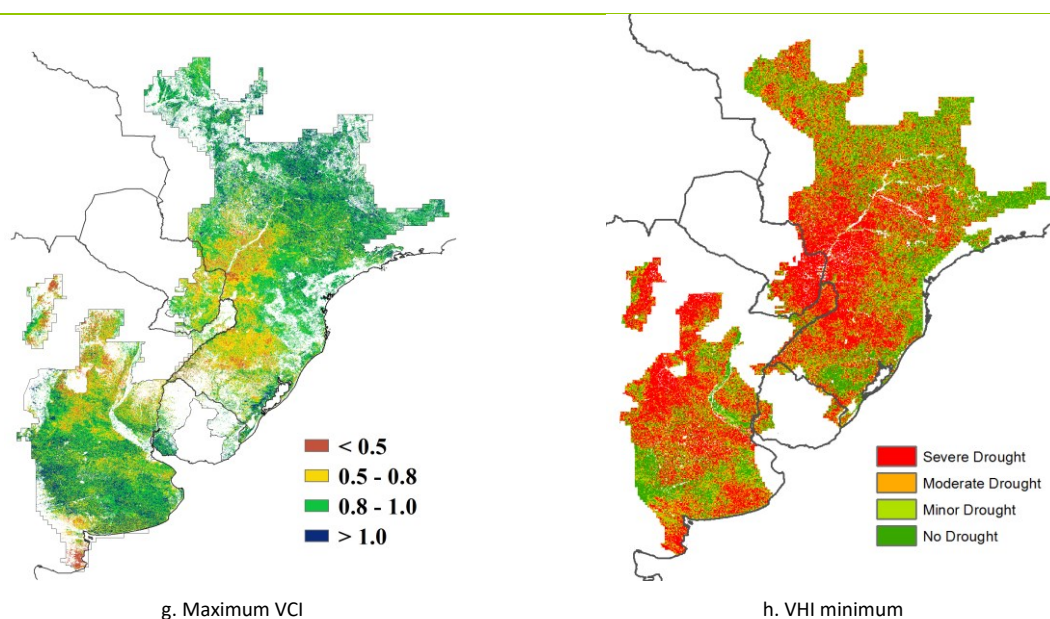 < 0.5
0.5 - 0.8
0.8 - 1.0
> 1.0
Severe Drought
Moderate Drought
Minor Drought
No Drought
g. Maximum VCI
h. VHI minimum